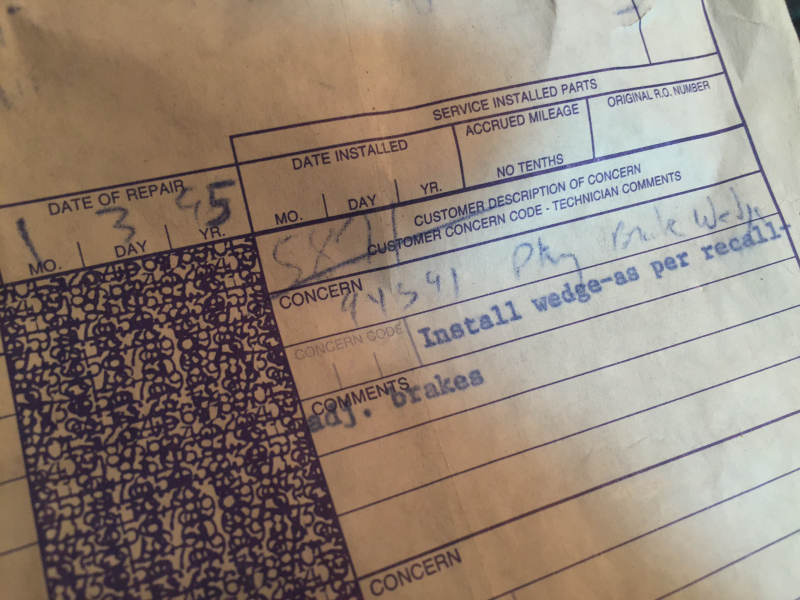 SERVICE INSTALLED PARTS
DATE INSTALLED
ACCRUED MILEAGE
ORIGINAL R.O. NUMBER
NO TENTHS
MO. DAY YR.
DATE OF REPAIR
1 3 95
MO. DAY YR.
CUSTOMER DESCRIPTION OF CONCERN
CUSTOMER CONCERN CODE - TECHNICIAN COMMENTS
CONCERN
Brake Wedge
CONCERN CODE
Install wedge-as per recall-
COMMENTS
adj. brakes
CONCERN